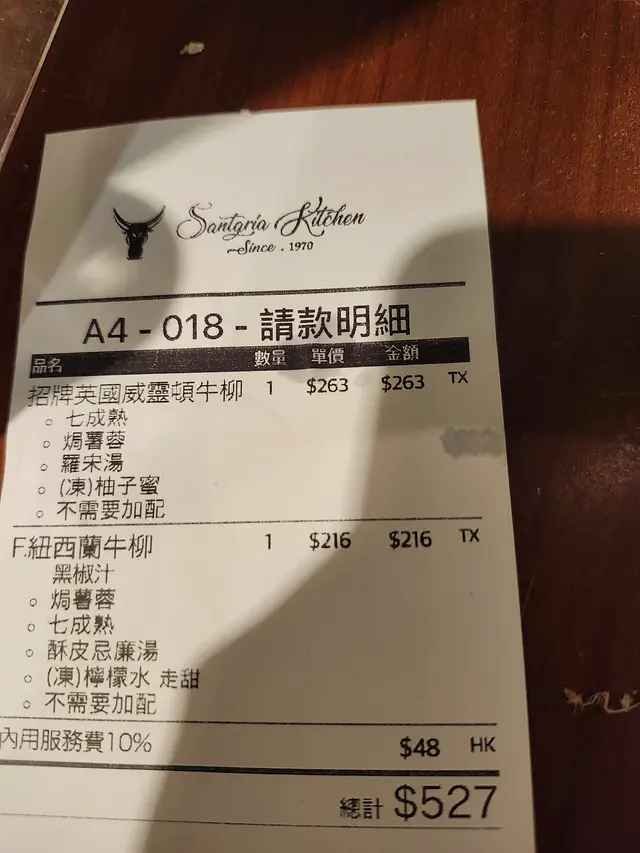 Santgria Kitchen
Since . 1970
A4 - 018 - 請款明細
品名 數量 單價 金額
招牌英國威靈頓牛柳 1 $263 $263 TX
七成熟
焗薯蓉
羅宋湯
(凍)柚子蜜
不需要加配
F.紐西蘭牛柳 1 $216 $216 TX
黑椒汁
焗薯蓉
七成熟
酥皮忌廉湯
(凍)檸檬水 走甜
不需要加配
內用服務費10% $48 HK
總計 $527